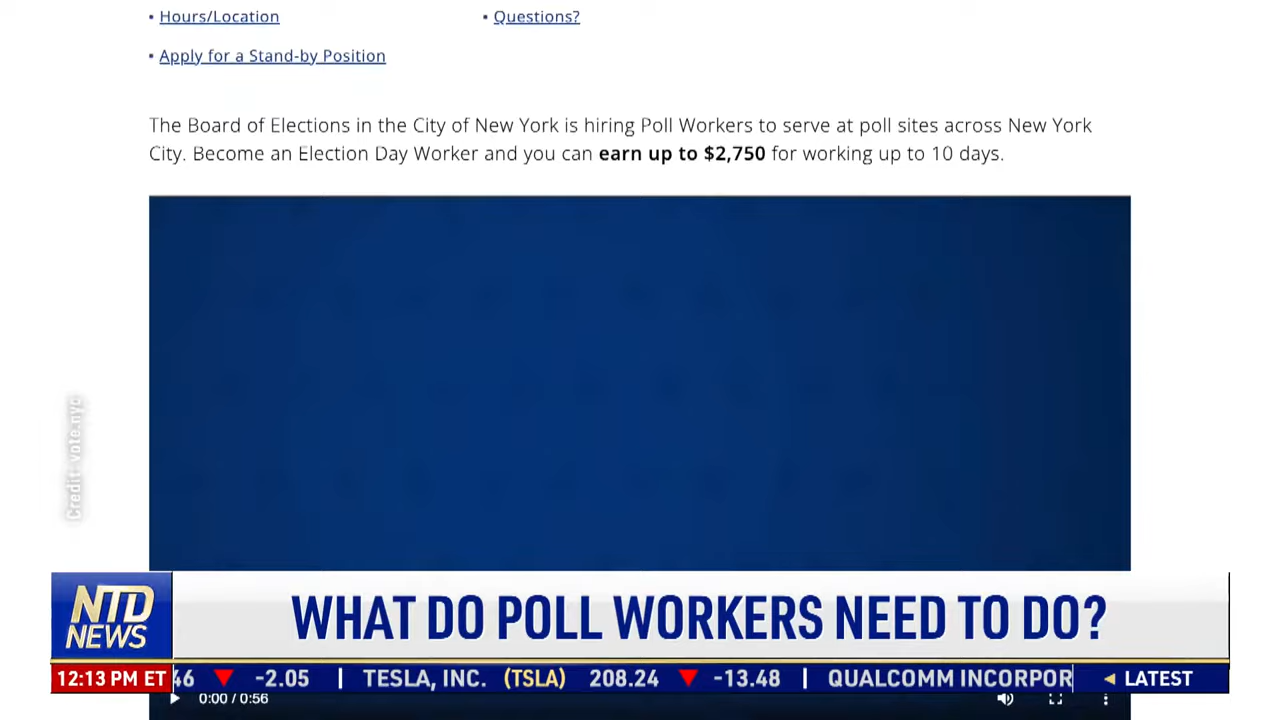 • Hours/Location
• Questions?
• Apply for a Stand-by Position
The Board of Elections in the City of New York is hiring Poll Workers to serve at poll sites across New York
City. Become an Election Day Worker and you can earn up to $2,750 for working up to 10 days.
Credit: vote.nyc
NTD
NEWS
WHAT DO POLL WORKERS NEED TO DO?
12:13 PM ET
46 ▼ -2.05 | TESLA, INC. (TSLA) 208.24 ▼ -13.48 | QUALCOMM INCORPOR
◄ LATEST
0:00 / 0:56